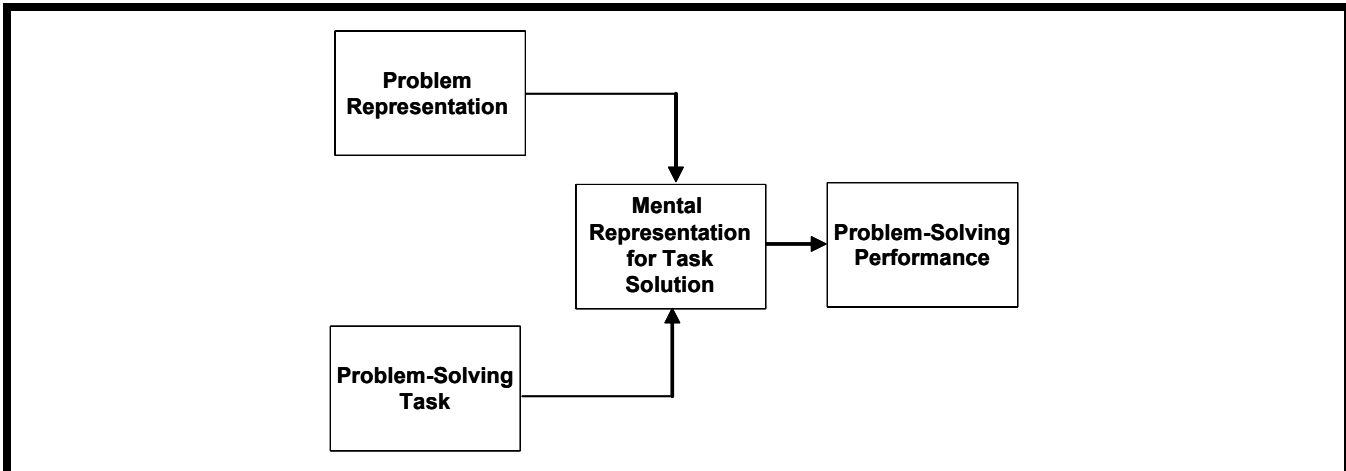 Problem
Representation
Mental
Representation
for Task
Solution
Problem-Solving
Performance
Problem-Solving
Task